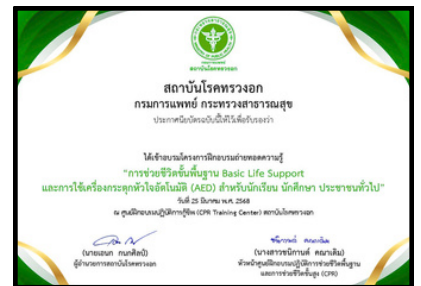 สถาบันโรคทรวงอก
สถาบันโรคทรวงอก
กรมการแพทย์ กระทรวงสาธารณสุข
ประกาศนียบัตรฉบับนี้ให้ไว้เพื่อรับรองว่า
ได้เข้าอบรมโครงการฝึกอบรมถ่ายทอดความรู้
"การช่วยชีวิตขั้นพื้นฐาน Basic Life Support
และการใช้เครื่องกระตุกหัวใจอัตโนมัติ (AED) สำหรับนักเรียน นักศึกษา ประชาชนทั่วไป"
วันที่ 25 มีนาคม พ.ศ. 2568
ณ ศูนย์ฝึกอบรมปฏิบัติการกู้ชีพ (CPR Training Center) สถาบันโรคทรวงอก
(นายเอนก กนกศิลป์)
ผู้อำนวยการสถาบันโรคทรวงอก
(นางสาวชนิกานต์ คณาเดิม)
หัวหน้าศูนย์ฝึกอบรมปฏิบัติการช่วยชีวิตขั้นพื้นฐาน
และการช่วยชีวิตขั้นสูง (CPR)